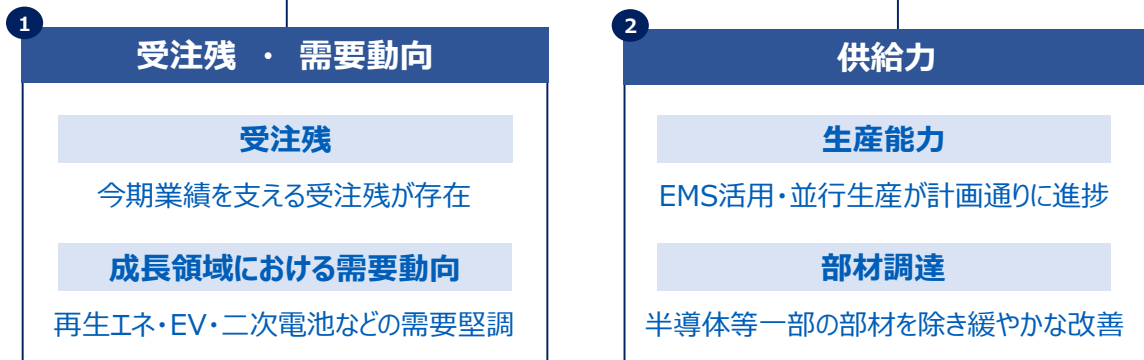 1
受注残 ・ 需要動向
受注残
今期業績を支える受注残が存在
成長領域における需要動向
再生エネ・EV・二次電池などの需要堅調
2
供給力
生産能力
EMS活用・並行生産が計画通りに進捗
部材調達
半導体等一部の部材を除き緩やかな改善